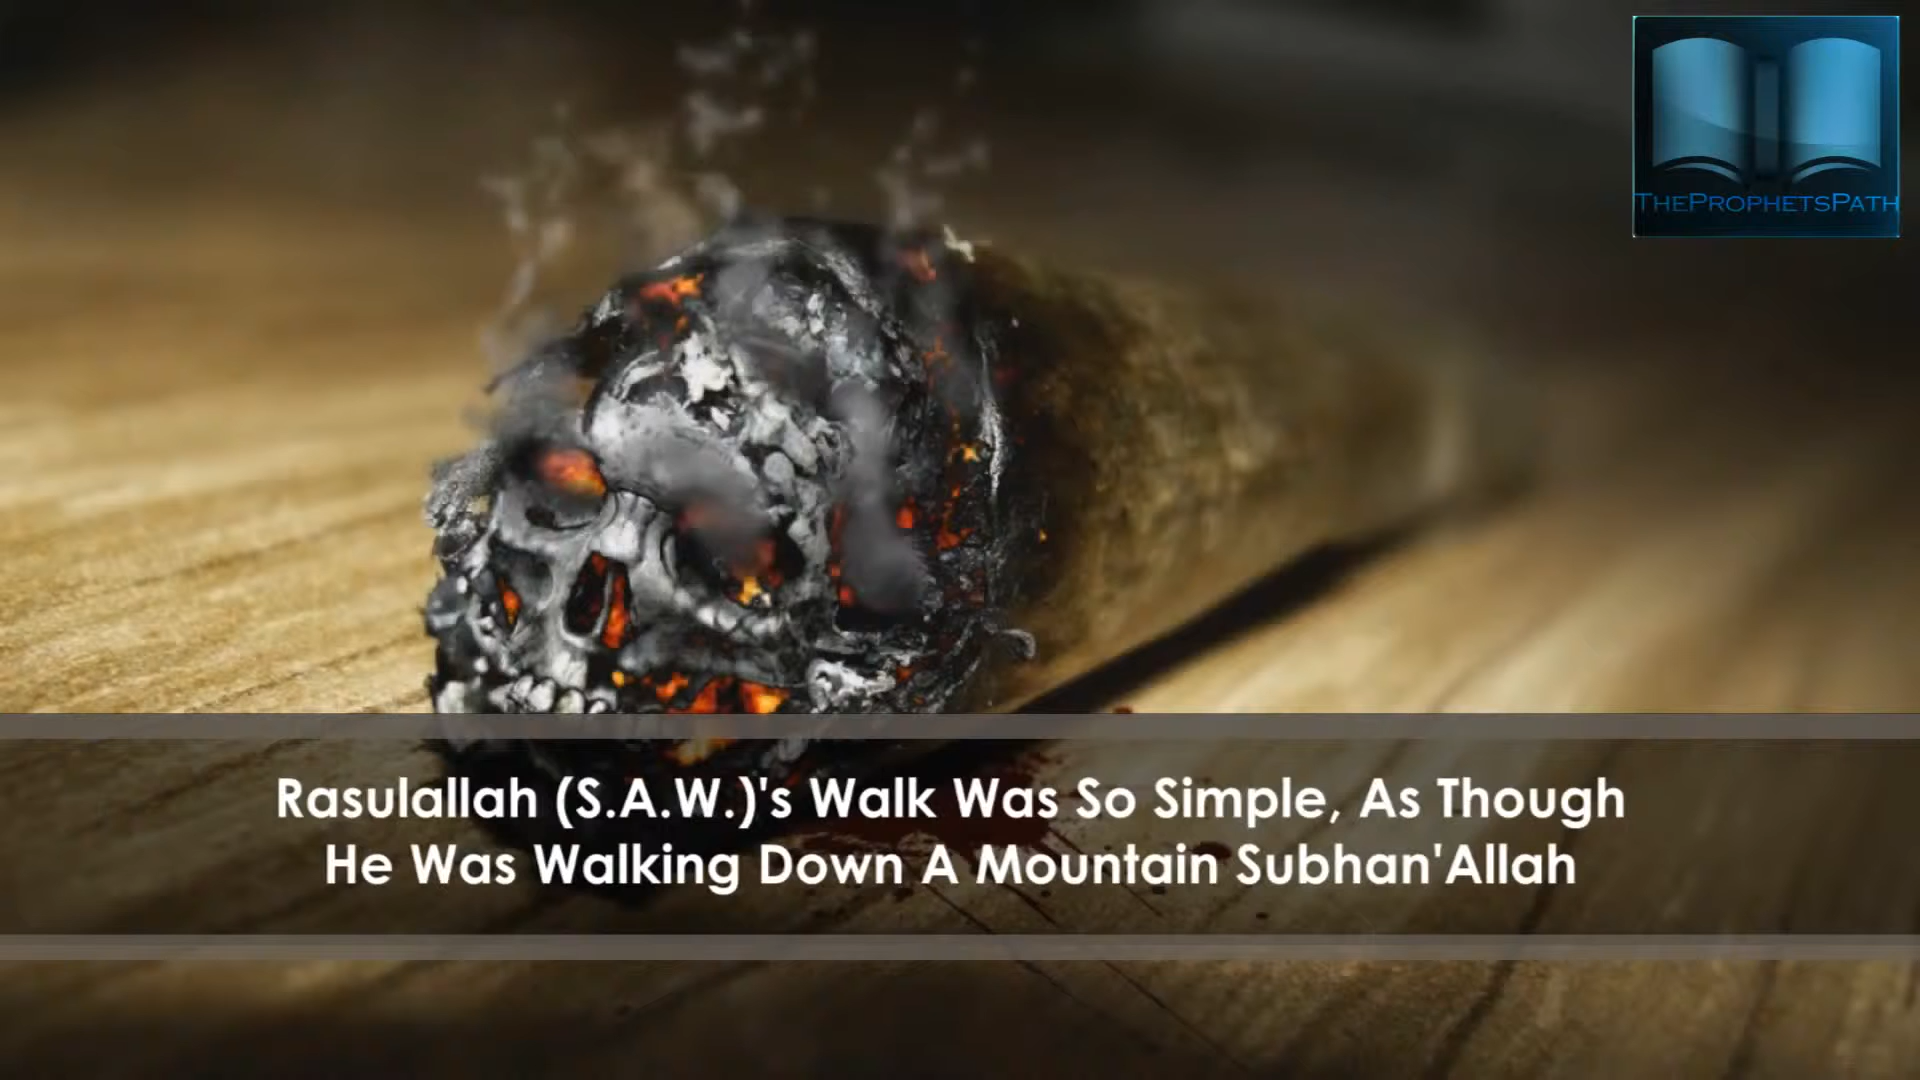 THEPROPHETSPATH
Rasulallah (S.A.W.)'s Walk Was So Simple, As Though
He Was Walking Down A Mountain Subhan'Allah